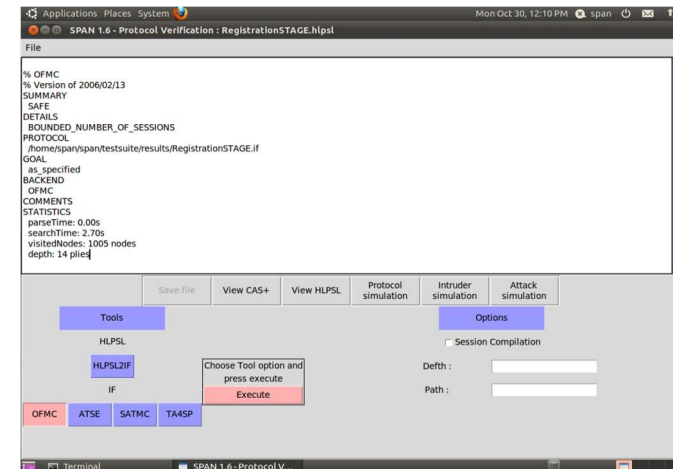 Applications Places System
Mon Oct 30, 12:10 PM span
SPAN 1.6 - Protocol Verification : RegistrationSTAGE.hlpsl
File
% OFMC
% Version of 2006/02/13
SUMMARY
SAFE
DETAILS
BOUNDED_NUMBER_OF_SESSIONS
PROTOCOL
/home/span/span/testsuite/results/RegistrationSTAGE.if
GOAL
as_specified
BACKEND
OFMC
COMMENTS
STATISTICS
parseTime: 0.00s
searchTime: 2.70s
visitedNodes: 1005 nodes
depth: 14 plies
Save file
View CAS+
View HLPSL
Protocol
simulation
Intruder
simulation
Attack
simulation
Tools
Options
HLPSL
Session Compilation
HLPSL2IF
Choose Tool option and
press execute
Execute
Defth :
IF
Path :
OFMC
ATSE
SATMC
TA4SP
Terminal
SPAN 1.6 - Protocol V...